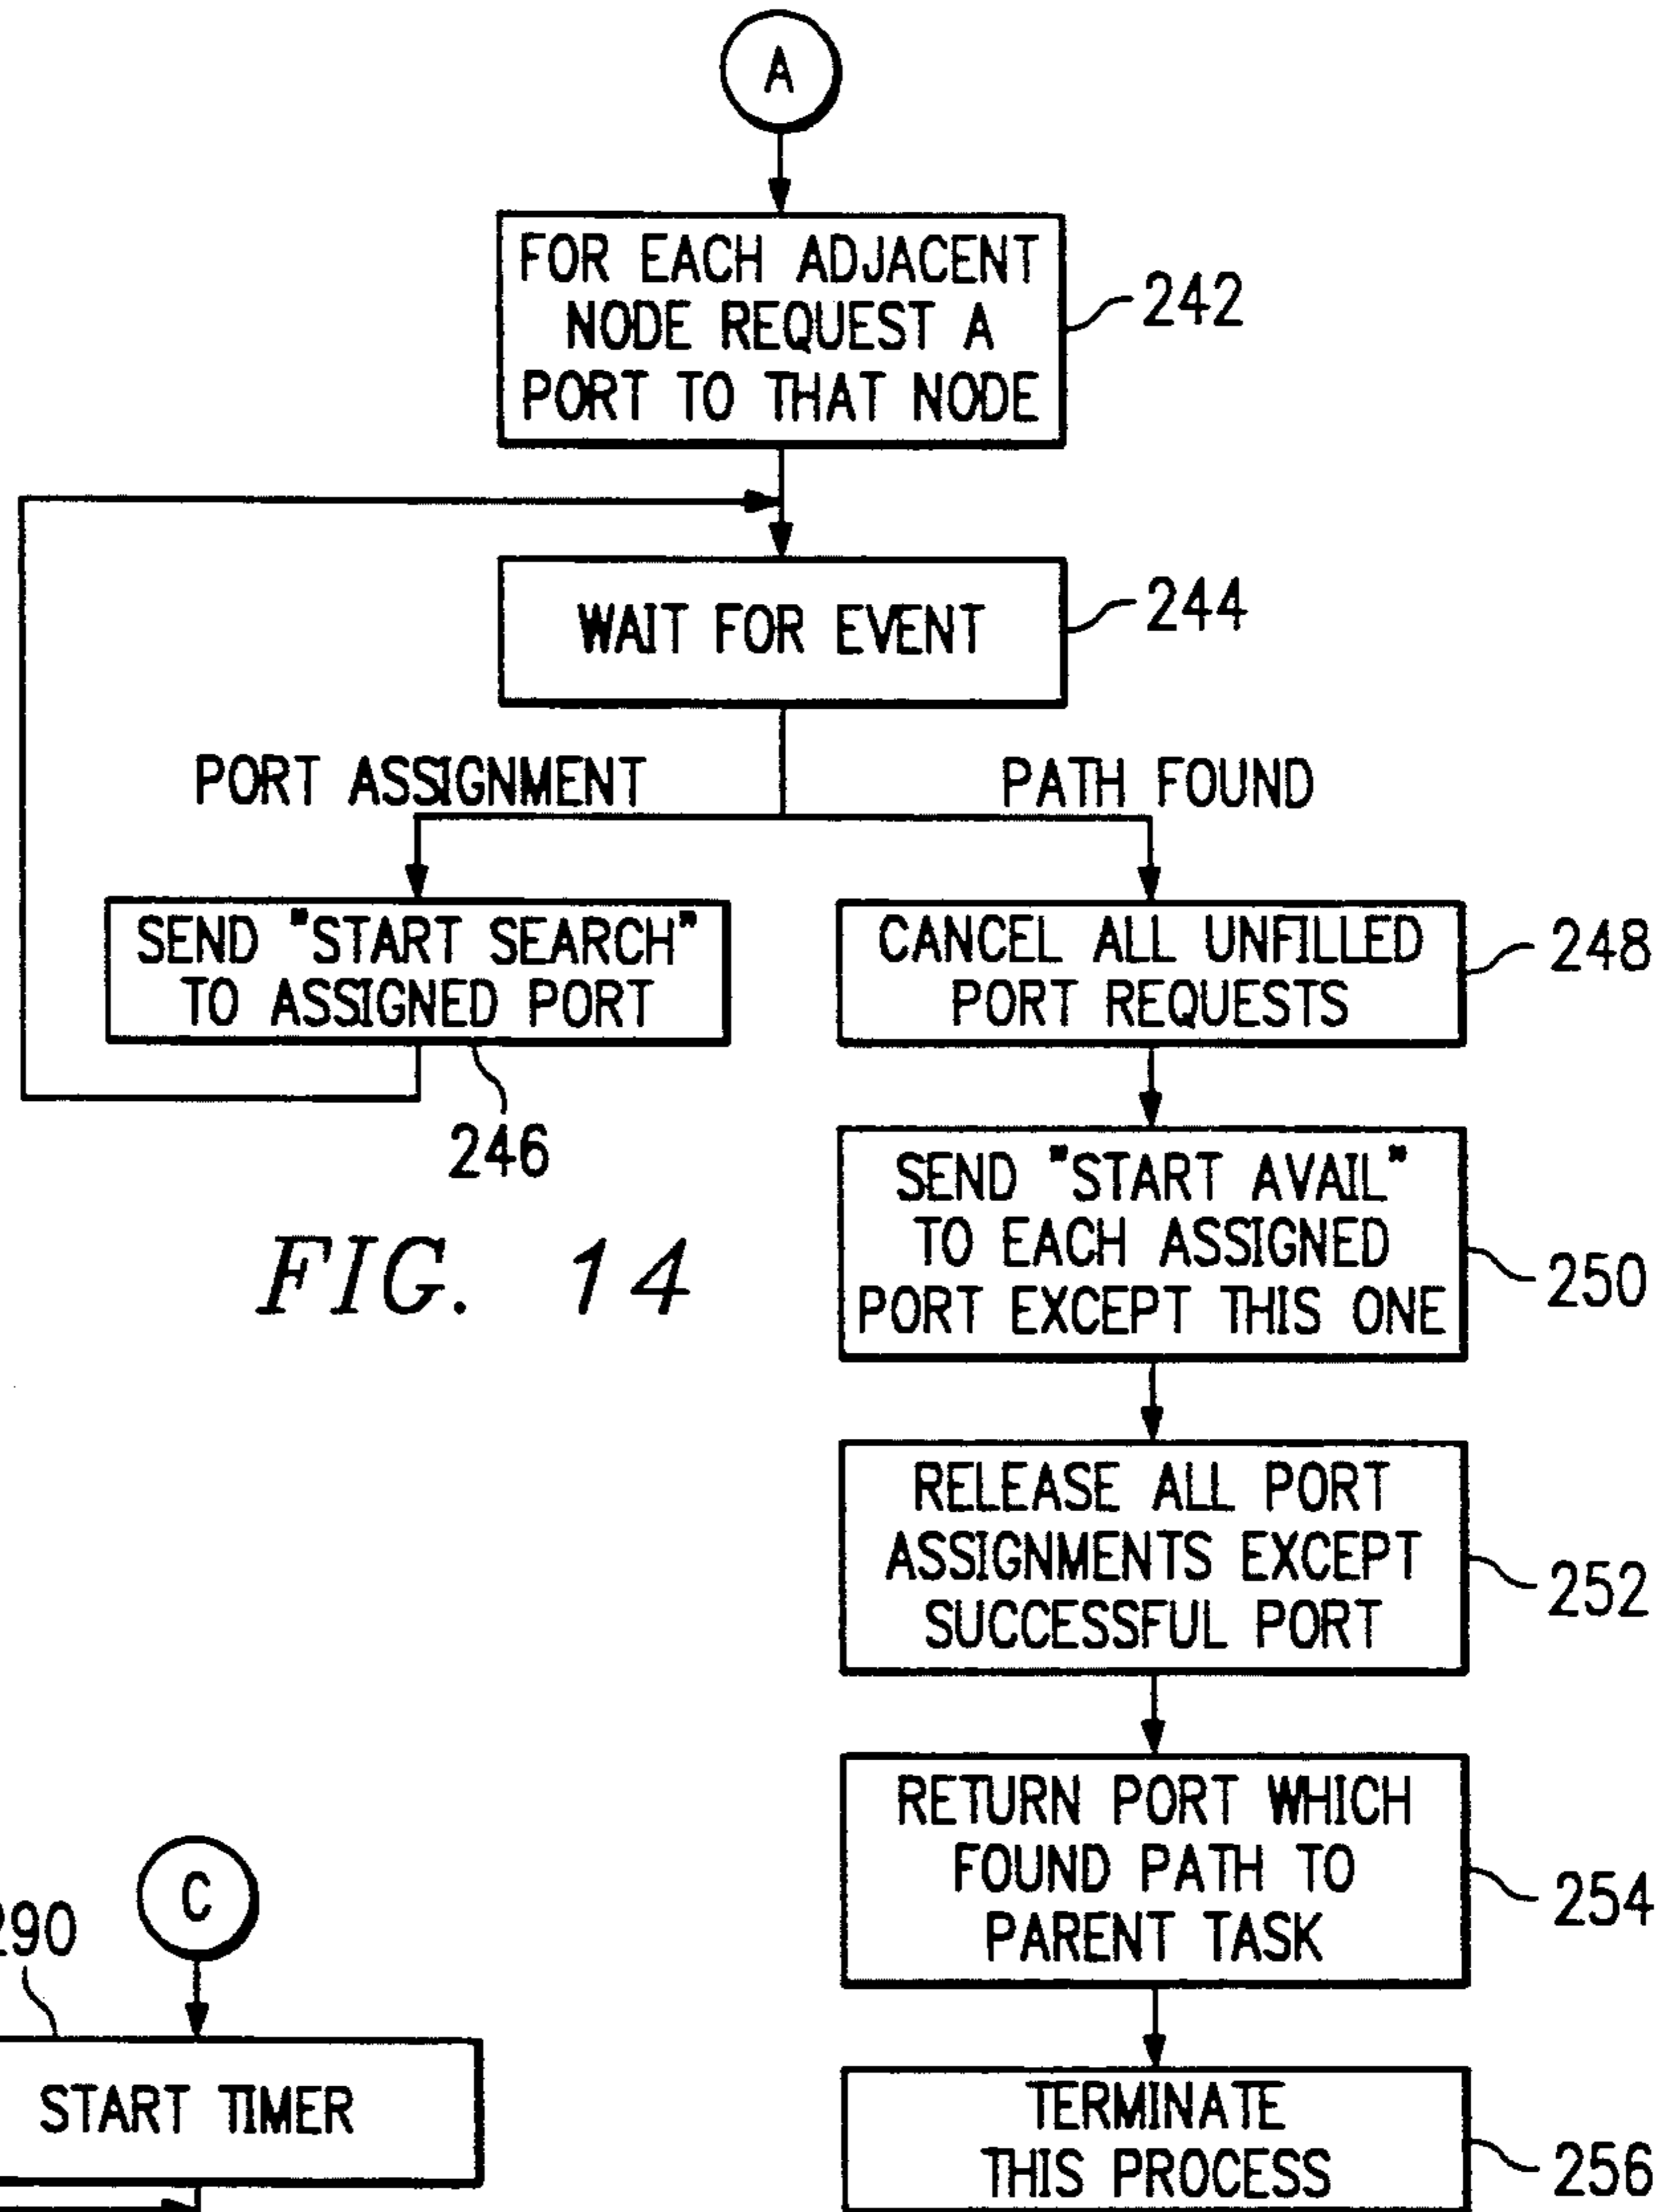 A
FOR EACH ADJACENT
NODE REQUEST A
PORT TO THAT NODE
242
WAIT FOR EVENT
244
PORT ASSIGNMENT
PATH FOUND
SEND "START SEARCH"
TO ASSIGNED PORT
246
CANCEL ALL UNFILLED
PORT REQUESTS
248
SEND "START AVAIL"
TO EACH ASSIGNED
PORT EXCEPT THIS ONE
250
FIG. 14
RELEASE ALL PORT
ASSIGNMENTS EXCEPT
SUCCESSFUL PORT
252
RETURN PORT WHICH
FOUND PATH TO
PARENT TASK
254
TERMINATE
THIS PROCESS
256
290
C
START TIMER